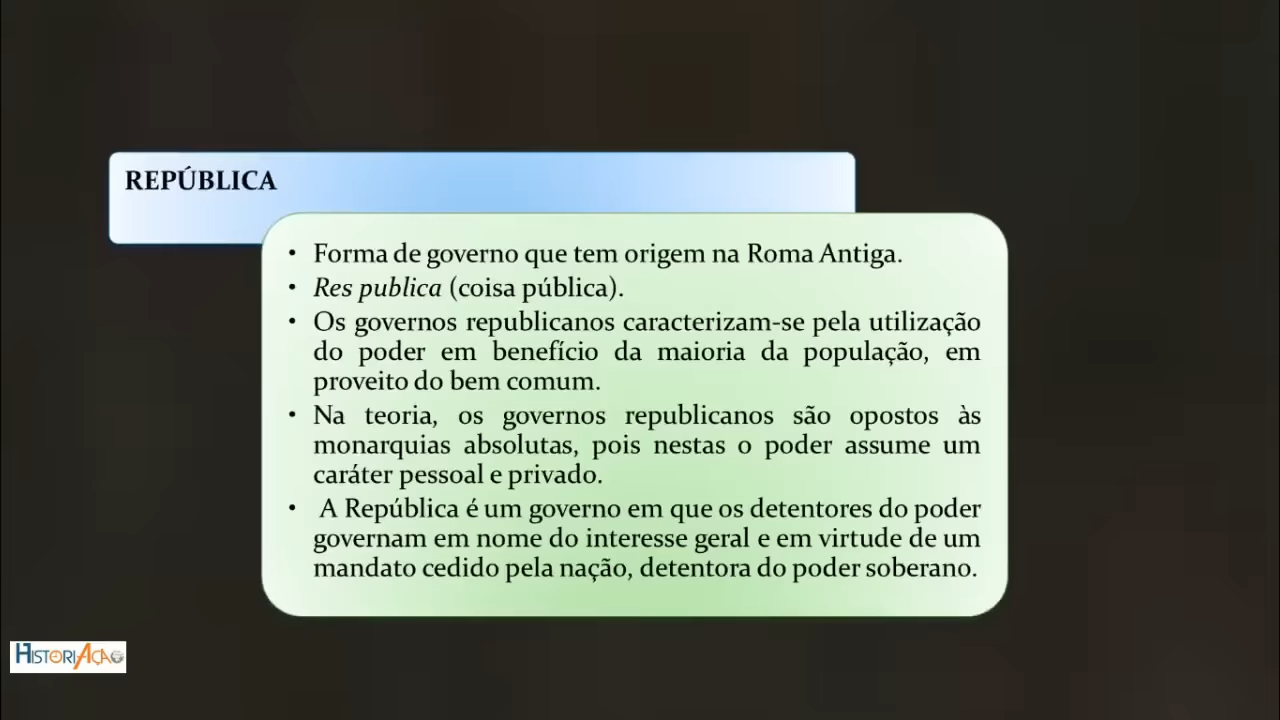 REPÚBLICA
• Forma de governo que tem origem na Roma Antiga.
• Res publica (coisa pública).
• Os governos republicanos caracterizam-se pela utilização
do poder em benefício da maioria da população, em
proveito do bem comum.
• Na teoria, os governos republicanos são opostos às
monarquias absolutas, pois nestas o poder assume um
caráter pessoal e privado.
• A República é um governo em que os detentores do poder
governam em nome do interesse geral e em virtude de um
mandato cedido pela nação, detentora do poder soberano.
HISTORIAÇÃO